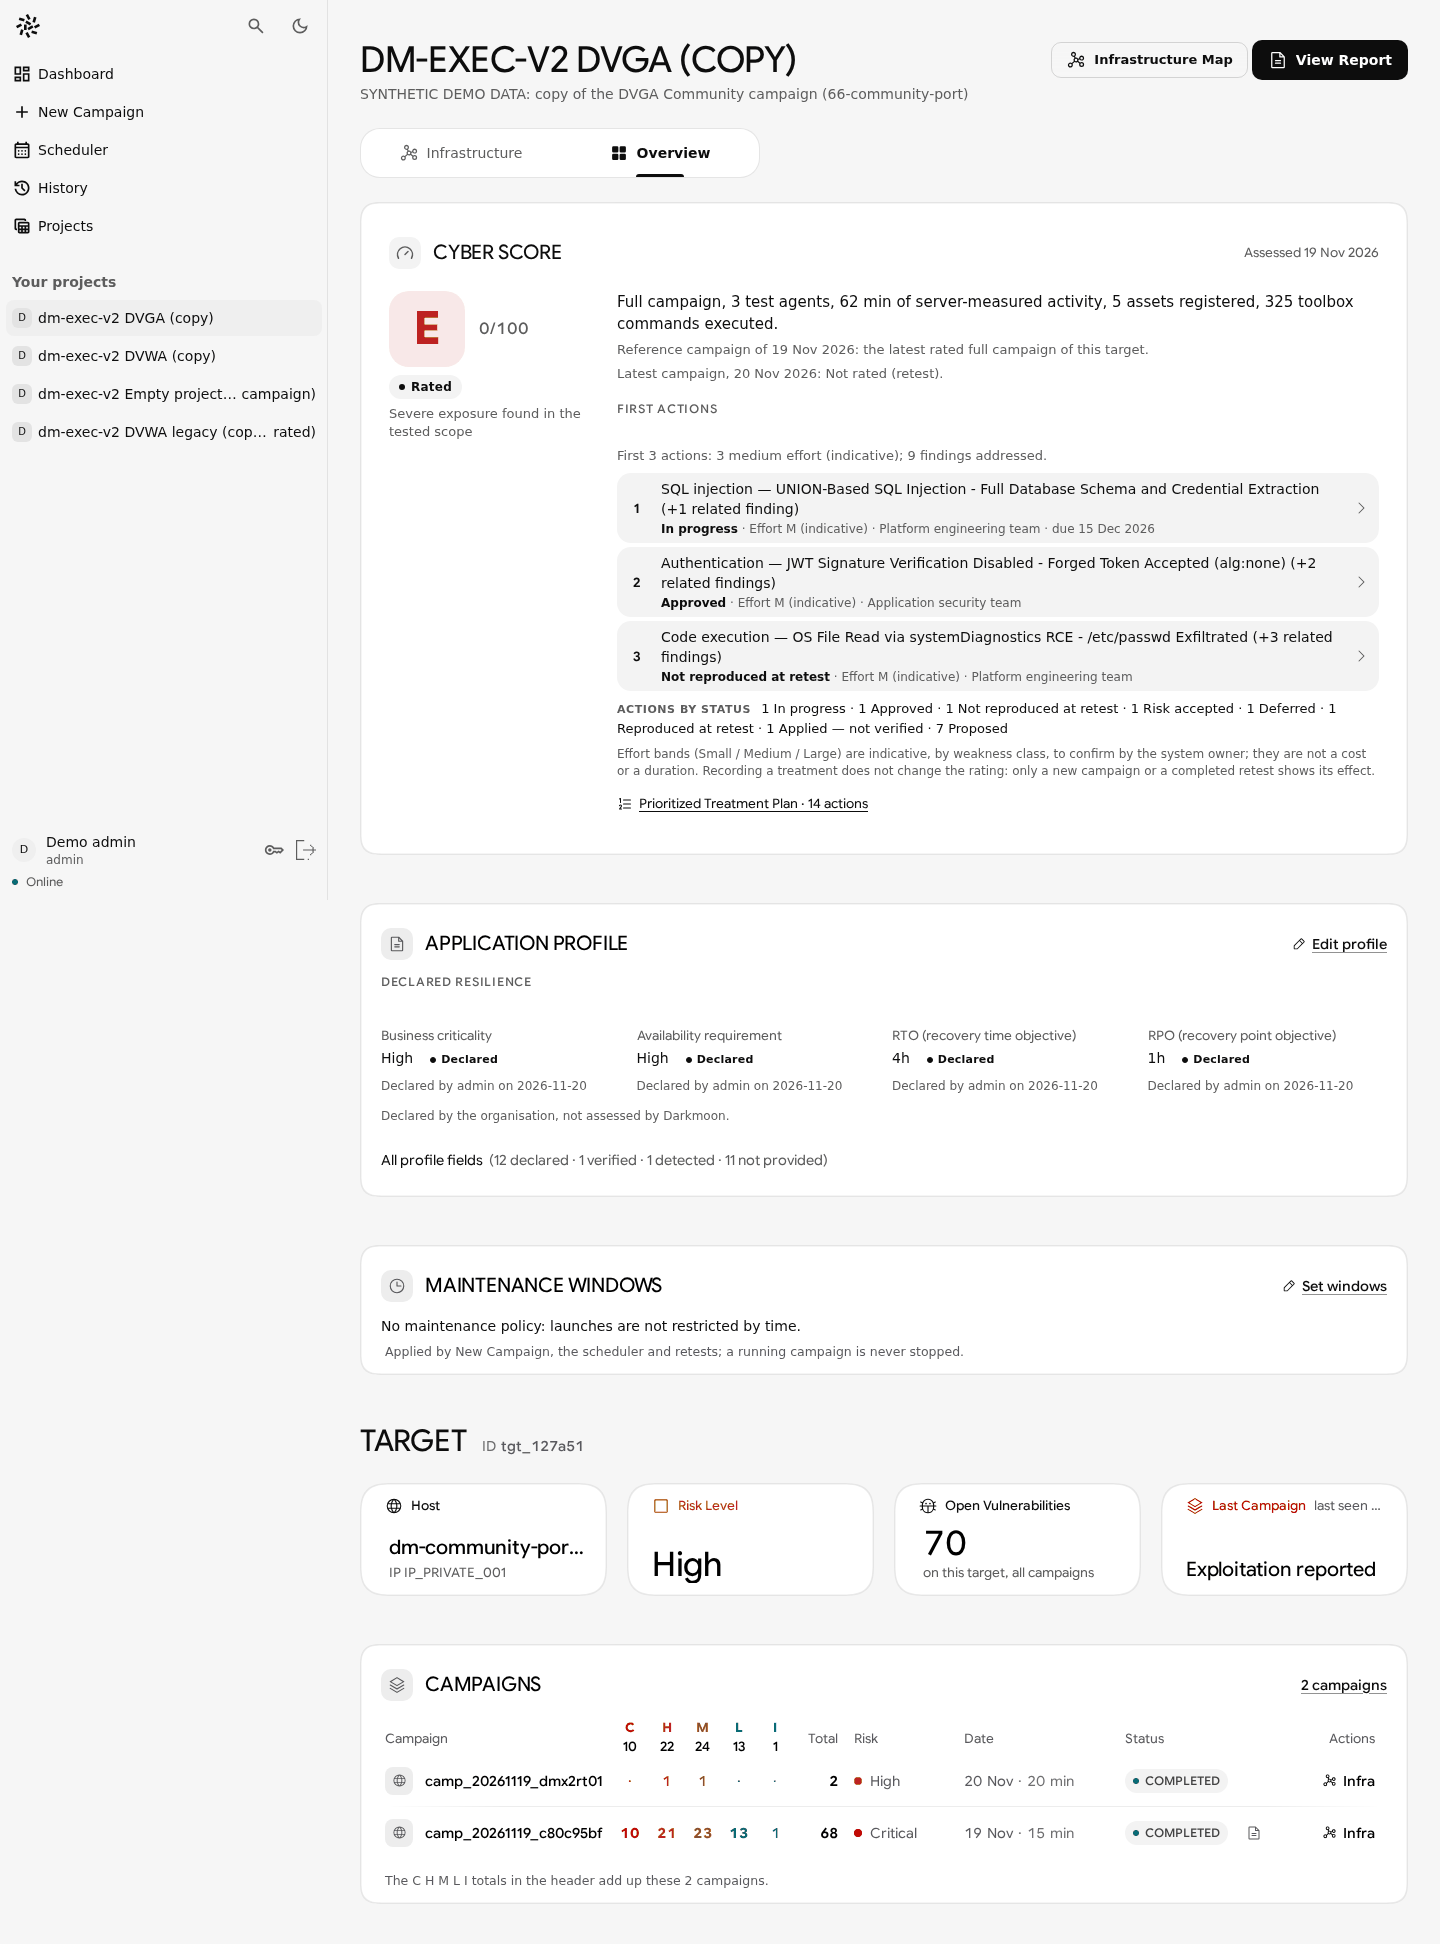 Dashboard
New Campaign
Scheduler
History
Projects
Your projects
D dm-exec-v2 DVGA (copy)
D dm-exec-v2 DVWA (copy)
D dm-exec-v2 Empty project… campaign)
D dm-exec-v2 DVWA legacy (cop… rated)
D Demo admin
admin
Online
DM-EXEC-V2 DVGA (COPY)
SYNTHETIC DEMO DATA: copy of the DVGA Community campaign (66-community-port)
Infrastructure Map
View Report
Infrastructure
Overview
CYBER SCORE
Assessed 19 Nov 2026
E
0/100
Rated
Severe exposure found in the
tested scope
Full campaign, 3 test agents, 62 min of server-measured activity, 5 assets registered, 325 toolbox
commands executed.
Reference campaign of 19 Nov 2026: the latest rated full campaign of this target.
Latest campaign, 20 Nov 2026: Not rated (retest).
FIRST ACTIONS
First 3 actions: 3 medium effort (indicative); 9 findings addressed.
1
SQL injection — UNION-Based SQL Injection - Full Database Schema and Credential Extraction
(+1 related finding)
In progress · Effort M (indicative) · Platform engineering team · due 15 Dec 2026
2
Authentication — JWT Signature Verification Disabled - Forged Token Accepted (alg:none) (+2
related findings)
Approved · Effort M (indicative) · Application security team
3
Code execution — OS File Read via systemDiagnostics RCE - /etc/passwd Exfiltrated (+3 related
findings)
Not reproduced at retest · Effort M (indicative) · Platform engineering team
ACTIONS BY STATUS 1 In progress · 1 Approved · 1 Not reproduced at retest · 1 Risk accepted · 1 Deferred · 1
Reproduced at retest · 1 Applied — not verified · 7 Proposed
Effort bands (Small / Medium / Large) are indicative, by weakness class, to confirm by the system owner; they are not a cost
or a duration. Recording a treatment does not change the rating: only a new campaign or a completed retest shows its effect.
Prioritized Treatment Plan · 14 actions
APPLICATION PROFILE
Edit profile
DECLARED RESILIENCE
Business criticality
High Declared
Declared by admin on 2026-11-20
Availability requirement
High Declared
Declared by admin on 2026-11-20
RTO (recovery time objective)
4h Declared
Declared by admin on 2026-11-20
RPO (recovery point objective)
1h Declared
Declared by admin on 2026-11-20
Declared by the organisation, not assessed by Darkmoon.
All profile fields (12 declared · 1 verified · 1 detected · 11 not provided)
MAINTENANCE WINDOWS
Set windows
No maintenance policy: launches are not restricted by time.
Applied by New Campaign, the scheduler and retests; a running campaign is never stopped.
TARGET ID tgt_127a51
Host
dm-community-por…
IP IP_PRIVATE_001
Risk Level
High
Open Vulnerabilities
70
on this target, all campaigns
Last Campaign last seen …
Exploitation reported
CAMPAIGNS
2 campaigns
C H M L I
Campaign 10 22 24 13 1 Total Risk Date Status Actions
camp_20261119_dmx2rt01 · 1 1 · · 2 High 20 Nov · 20 min COMPLETED Infra
camp_20261119_c80c95bf 10 21 23 13 1 68 Critical 19 Nov · 15 min COMPLETED Infra
The C H M L I totals in the header add up these 2 campaigns.